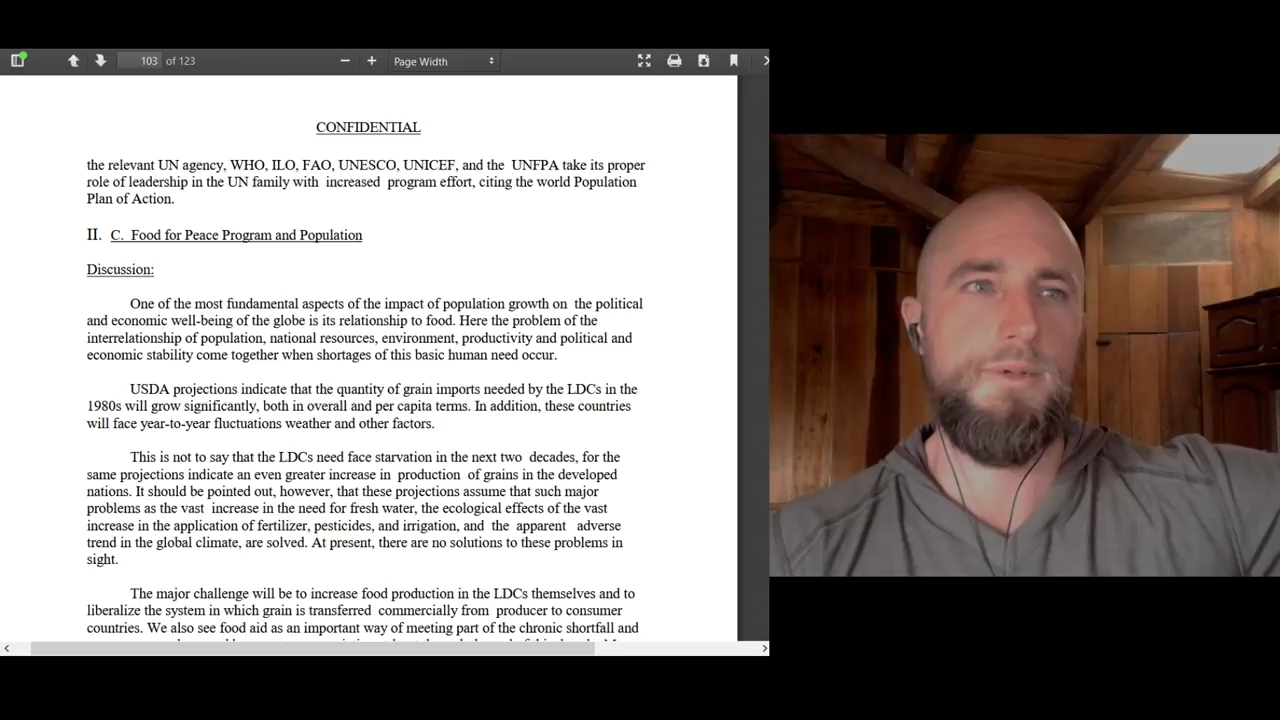 103 of 123
Page Width
CONFIDENTIAL
the relevant UN agency, WHO, ILO, FAO, UNESCO, UNICEF, and the UNFPA take its proper
role of leadership in the UN family with increased program effort, citing the world Population
Plan of Action.
II. C. Food for Peace Program and Population
Discussion:
One of the most fundamental aspects of the impact of population growth on the political
and economic well-being of the globe is its relationship to food. Here the problem of the
interrelationship of population, national resources, environment, productivity and political and
economic stability come together when shortages of this basic human need occur.
USDA projections indicate that the quantity of grain imports needed by the LDCs in the
1980s will grow significantly, both in overall and per capita terms. In addition, these countries
will face year-to-year fluctuations weather and other factors.
This is not to say that the LDCs need face starvation in the next two decades, for the
same projections indicate an even greater increase in production of grains in the developed
nations. It should be pointed out, however, that these projections assume that such major
problems as the vast increase in the need for fresh water, the ecological effects of the vast
increase in the application of fertilizer, pesticides, and irrigation, and the apparent adverse
trend in the global climate, are solved. At present, there are no solutions to these problems in
sight.
The major challenge will be to increase food production in the LDCs themselves and to
liberalize the system in which grain is transferred commercially from producer to consumer
countries. We also see food aid as an important way of meeting part of the chronic shortfall and